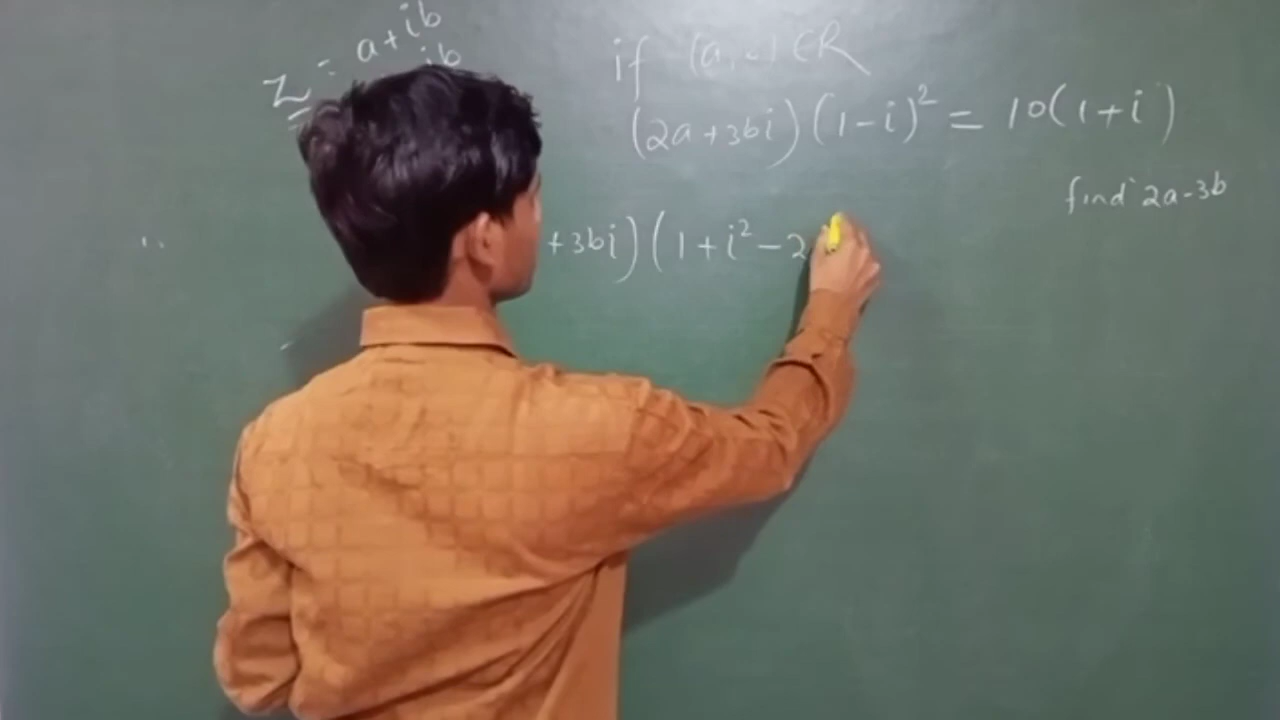 Z = a+ib
ib
if (a, ) ∈ R
(2a+3bi)(1-i)² = 10(1+i)
find 2a-3b
+3bi)(1+i²-2